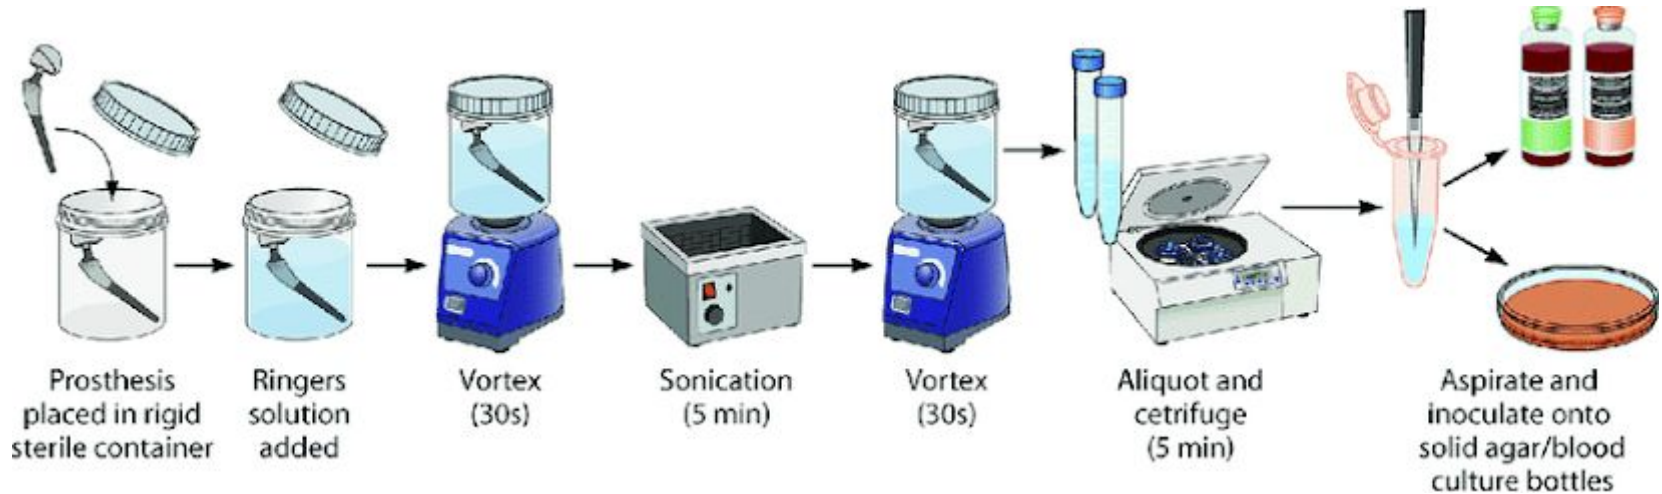 Prosthesis
placed in rigid
sterile container
Ringers
solution
added
Vortex
(30s)
Sonication
(5 min)
Vortex
(30s)
Aliquot and
cetrifuge
(5 min)
Aspirate and
inoculate onto
solid agar/blood
culture bottles